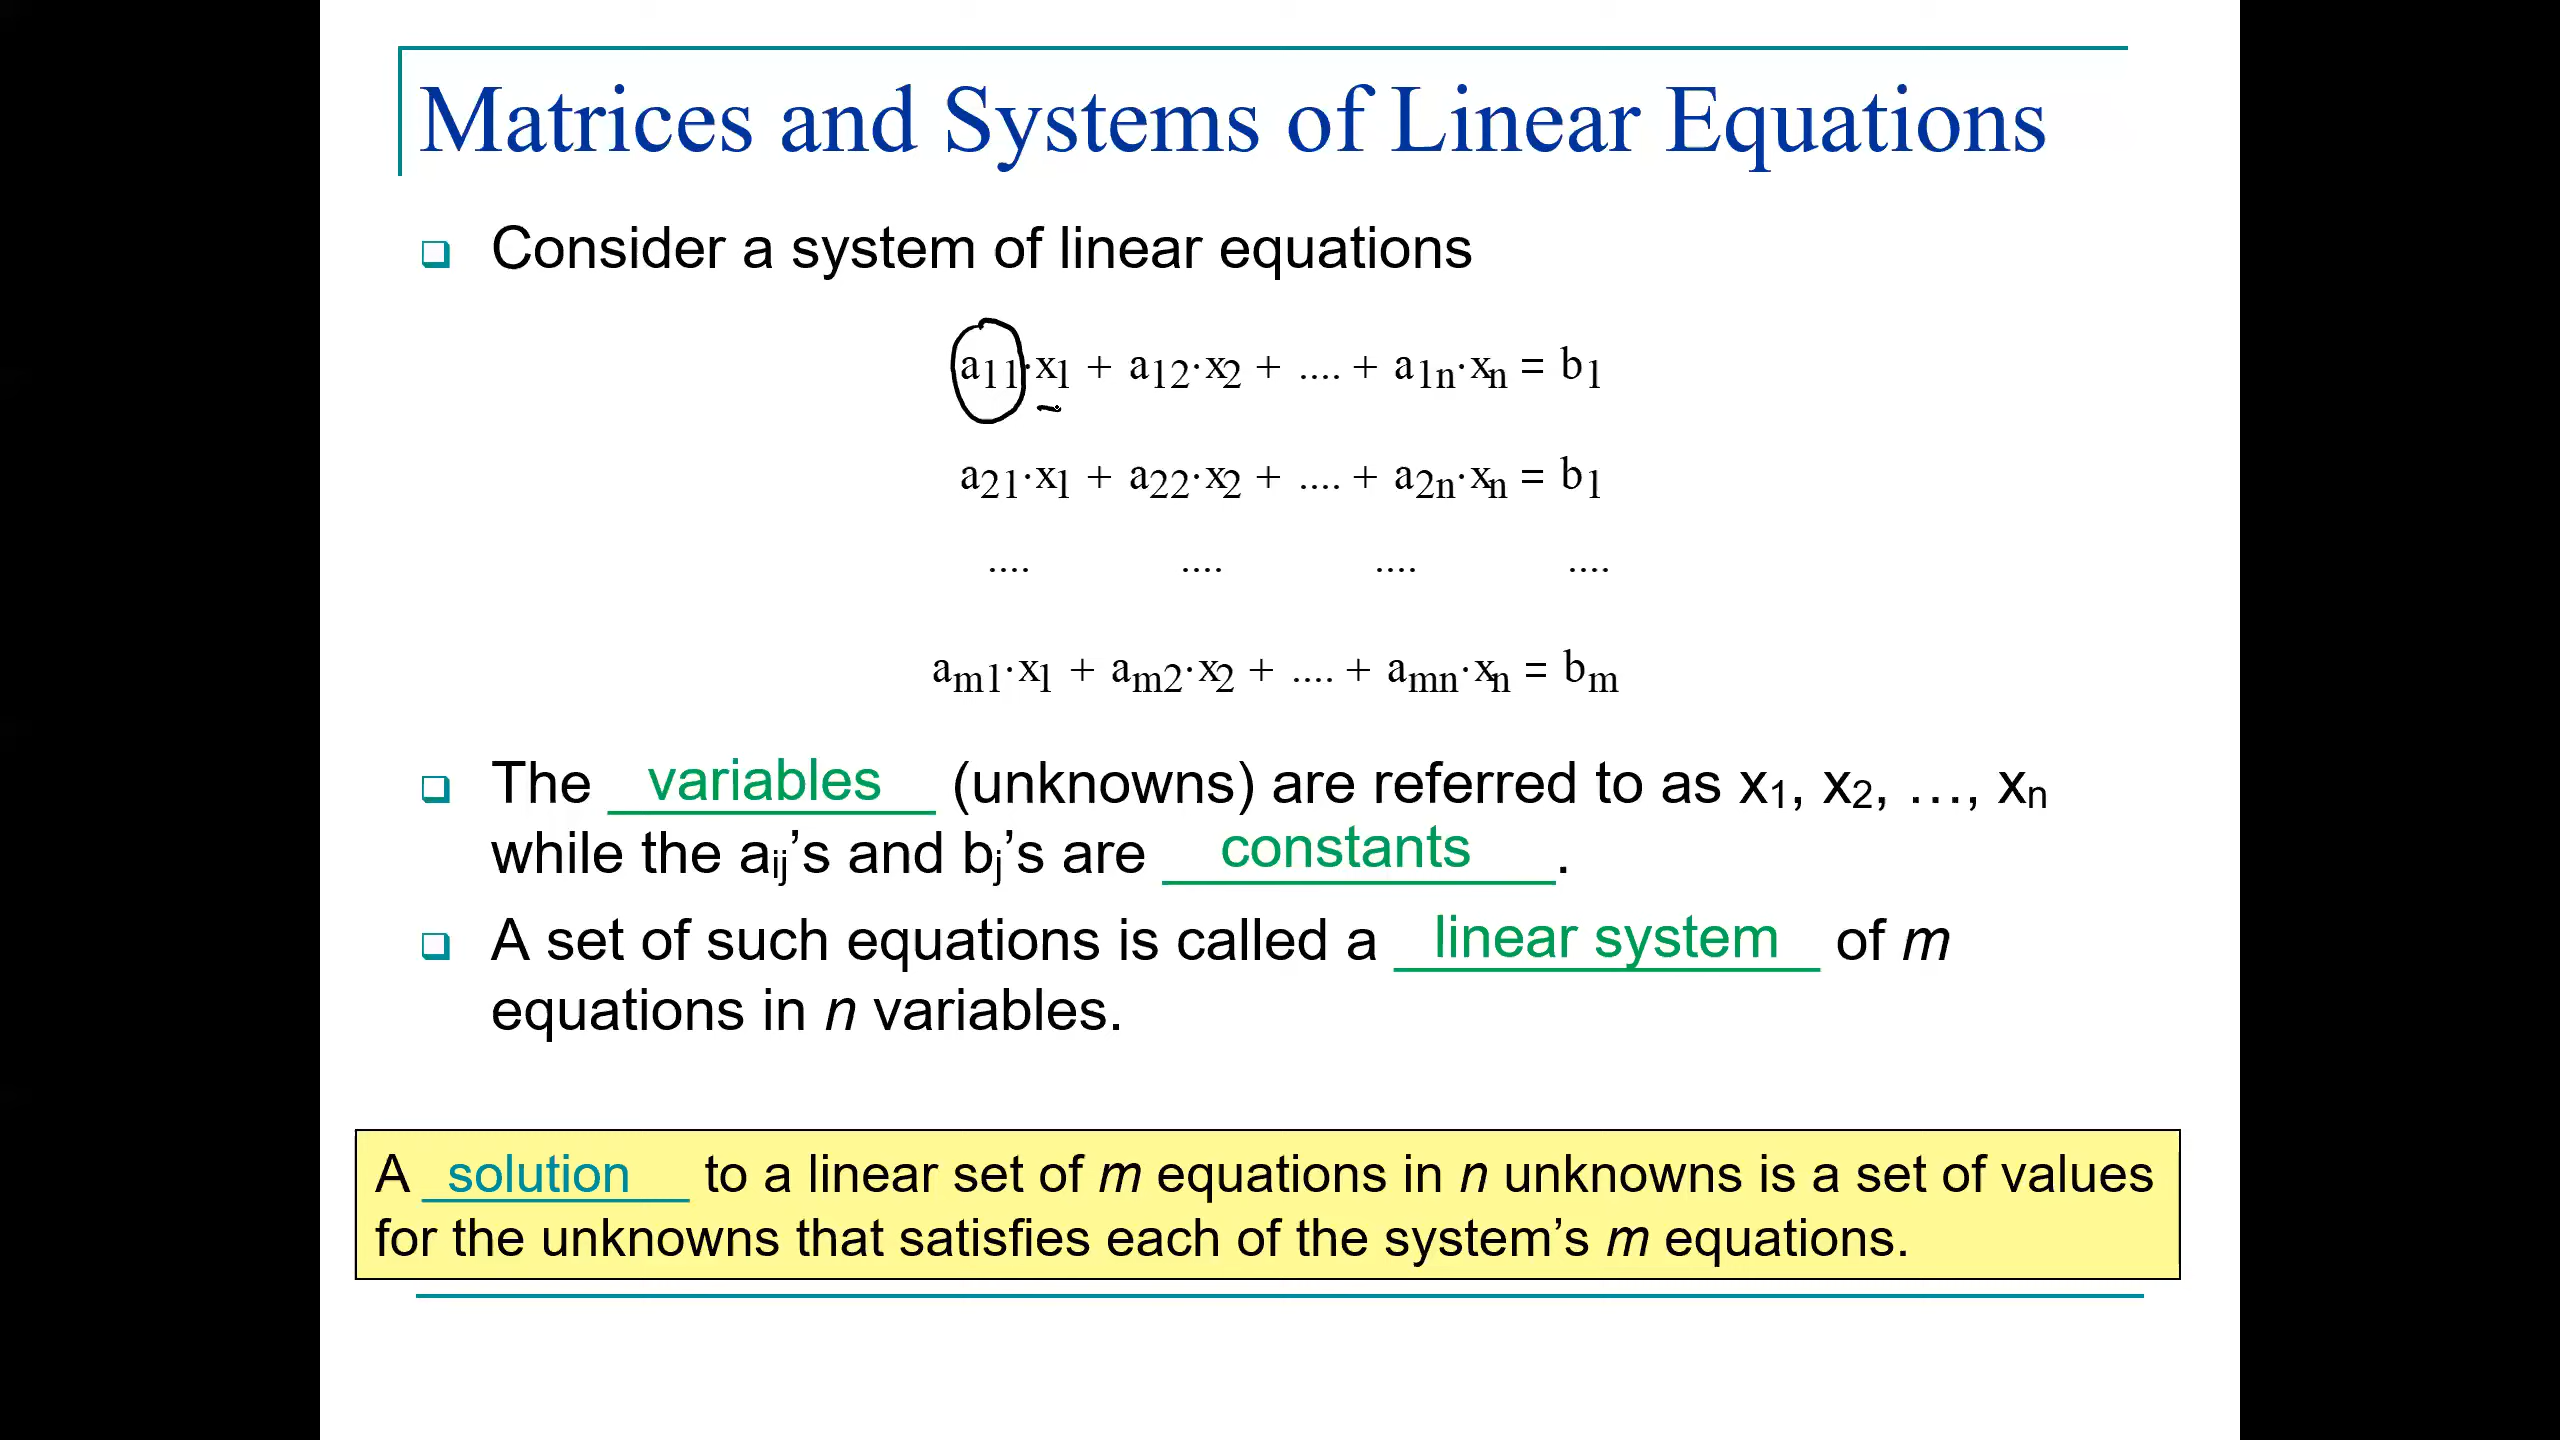 Matrices and Systems of Linear Equations
❑ Consider a system of linear equations
a₁₁·x₁ + a₁₂·x₂ + .... + a₁ₙ·xₙ = b₁
a₂₁·x₁ + a₂₂·x₂ + .... + a₂ₙ·xₙ = b₁
.... .... .... ....
aₘ₁·x₁ + aₘ₂·x₂ + .... + aₘₙ·xₙ = bₘ
❑ The variables (unknowns) are referred to as x₁, x₂, …, xₙ
while the aᵢⱼ’s and bⱼ’s are constants.
❑ A set of such equations is called a linear system of m
equations in n variables.
A solution to a linear set of m equations in n unknowns is a set of values
for the unknowns that satisfies each of the system’s m equations.